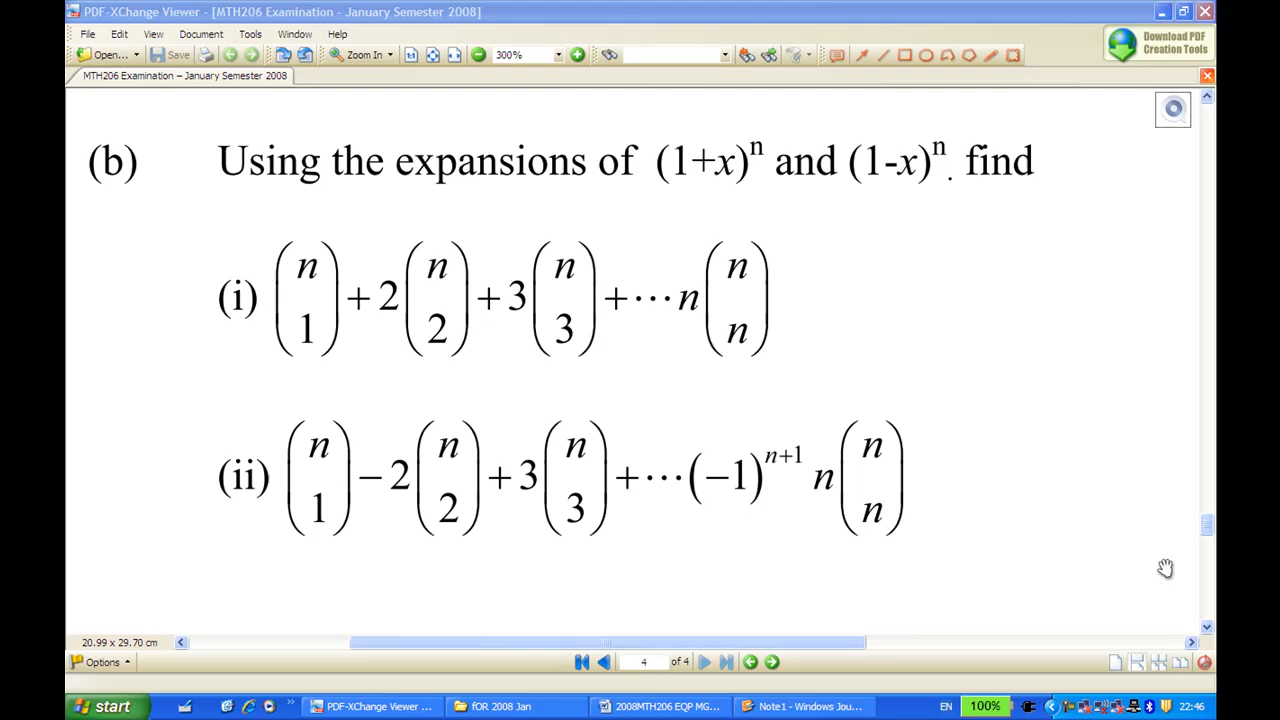 PDF-XChange Viewer - [MTH206 Examination - January Semester 2008]
File Edit View Document Tools Window Help
Open... Save Zoom In 300%
Download PDF Creation Tools
MTH206 Examination – January Semester 2008
(b) Using the expansions of (1+x)^n and (1-x)^n . find
(i) (n 1) + 2 (n 2) + 3 (n 3) + ⋯ n (n n)
(ii) (n 1) − 2 (n 2) + 3 (n 3) + ⋯ (−1)^{n+1} n (n n)
20.99 x 29.70 cm
Options 4 of 4
start PDF-XChange Viewer ... fOR 2008 Jan 2008MTH206 EQP MG... Note1 - Windows Jou... EN 100% 22:46